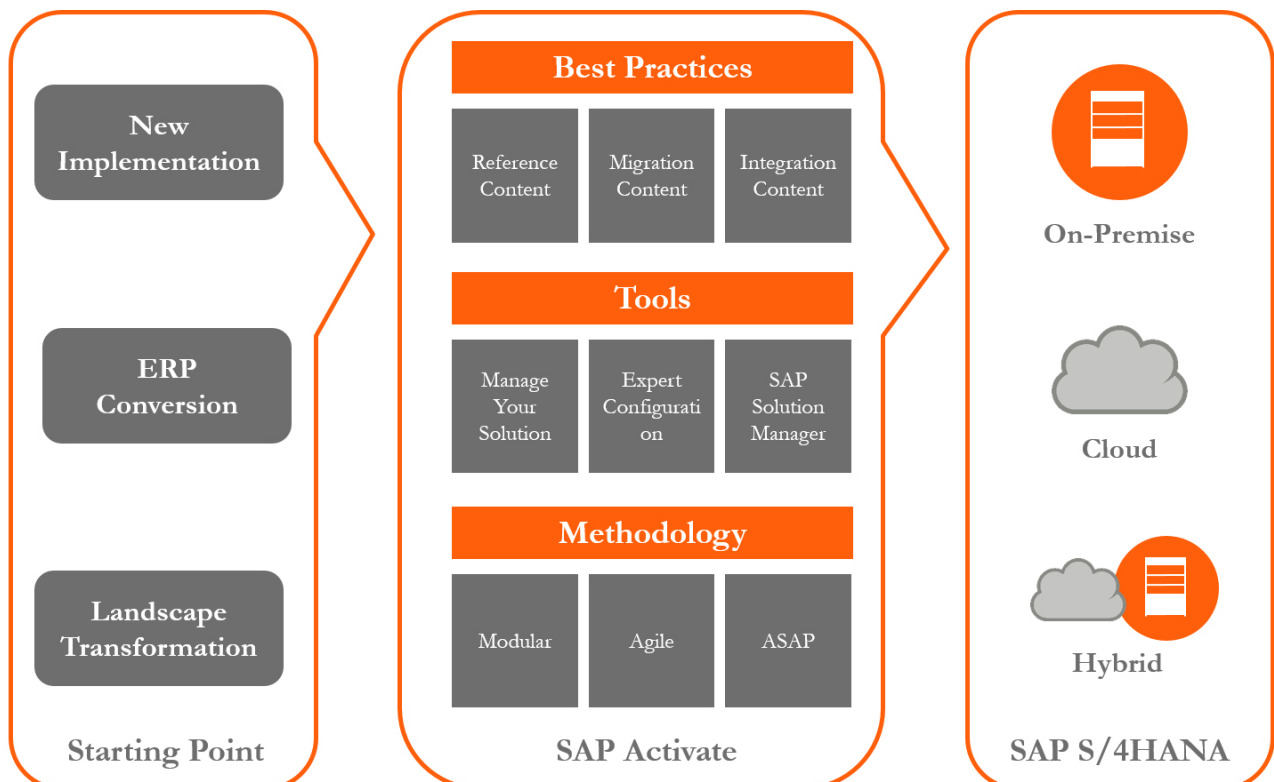 New
Implementation
ERP
Conversion
Landscape
Transformation
Starting Point
Best Practices
Reference
Content
Migration
Content
Integration
Content
Tools
Manage
Your
Solution
Expert
Configurati
on
SAP
Solution
Manager
Methodology
Modular
Agile
ASAP
SAP Activate
On-Premise
Cloud
Hybrid
SAP S/4HANA